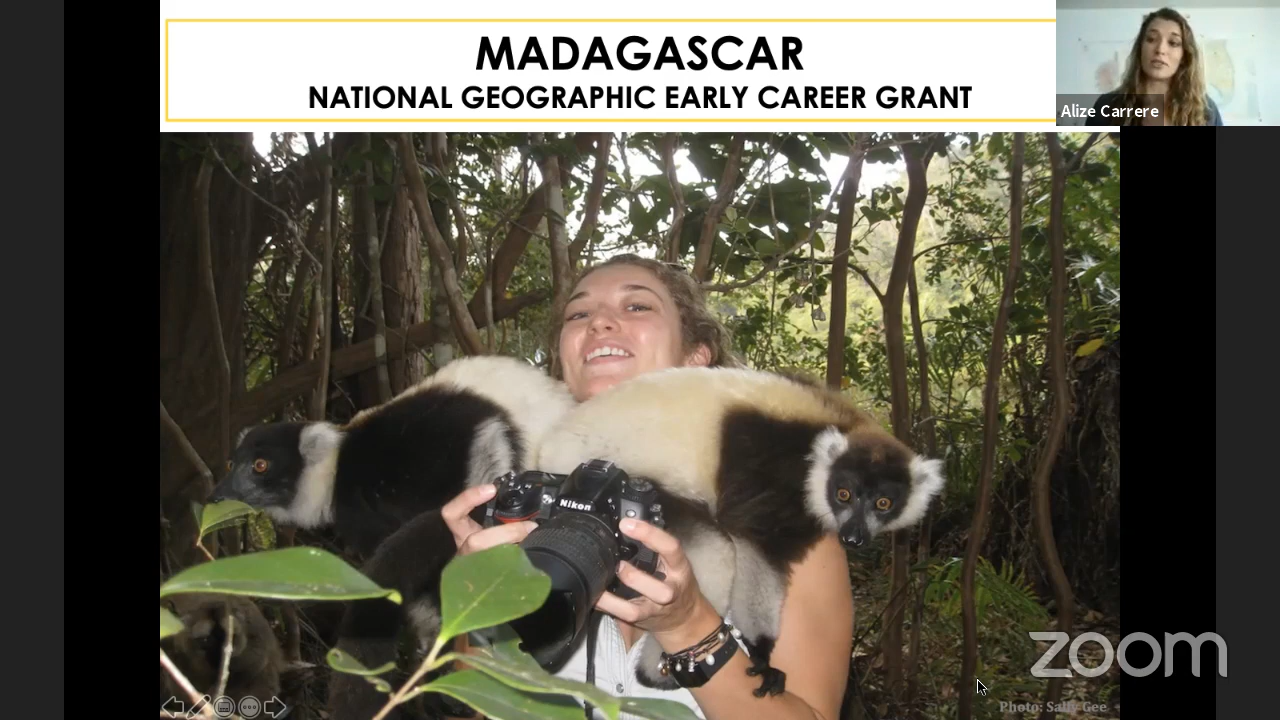 MADAGASCAR
NATIONAL GEOGRAPHIC EARLY CAREER GRANT
Alize Carrere
Nikon
zoom
Photo: Sally Gee